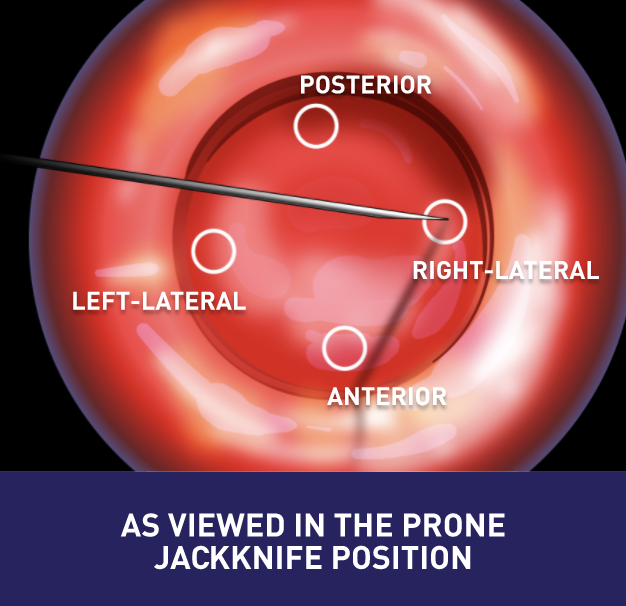 POSTERIOR
RIGHT-LATERAL
LEFT-LATERAL
ANTERIOR
AS VIEWED IN THE PRONE
JACKKNIFE POSITION